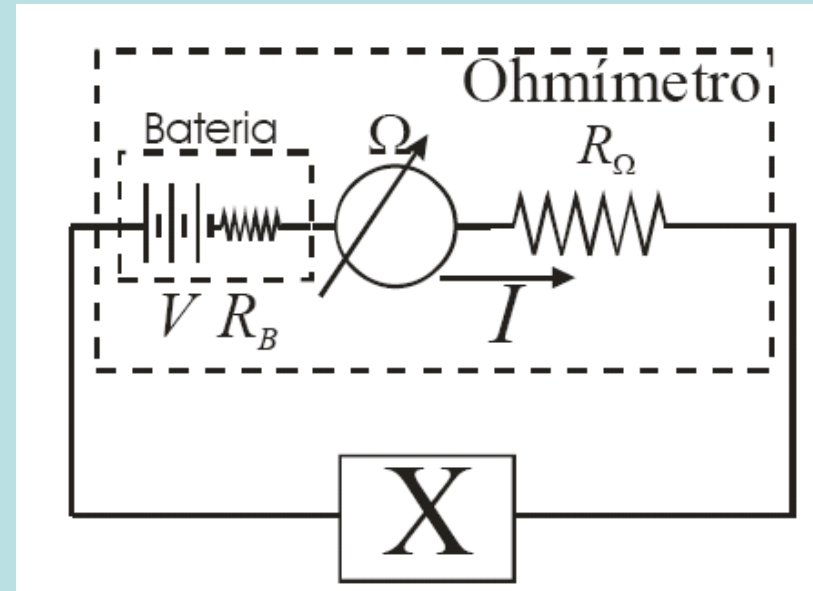 Ohmímetro
Bateria
Ω
R_Ω
V R_B
I
X